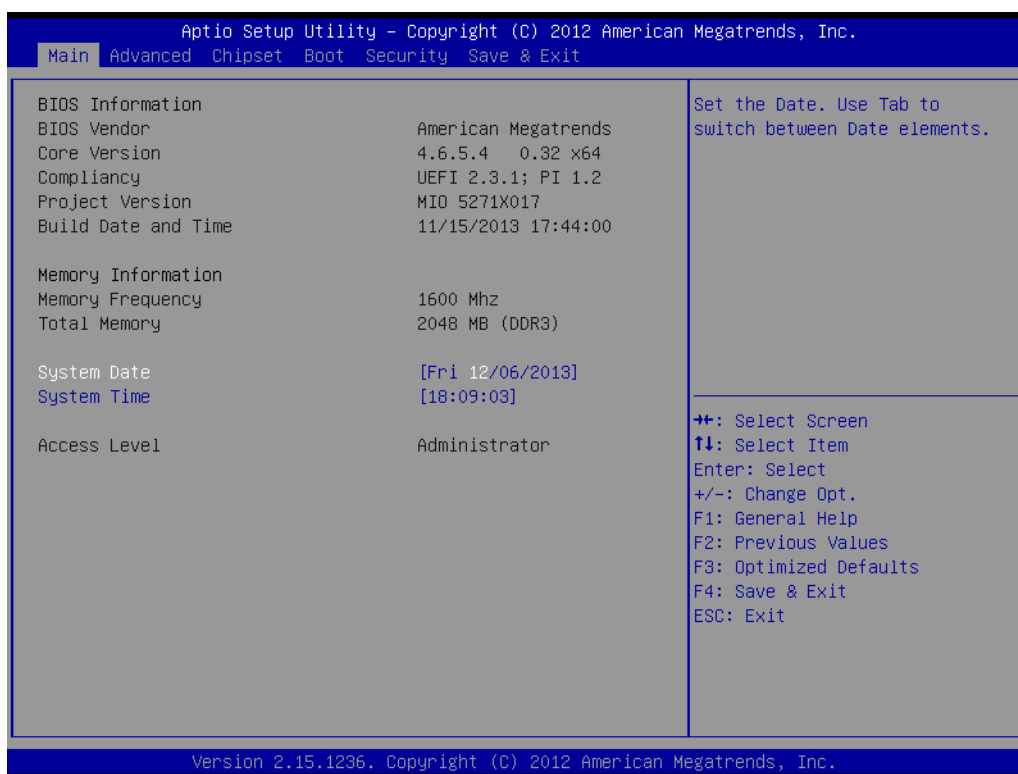 Aptio Setup Utility – Copyright (C) 2012 American Megatrends, Inc.
Main Advanced Chipset Boot Security Save & Exit
BIOS Information
BIOS Vendor American Megatrends
Core Version 4.6.5.4 0.32 x64
Compliancy UEFI 2.3.1; PI 1.2
Project Version MIO 5271X017
Build Date and Time 11/15/2013 17:44:00
Memory Information
Memory Frequency 1600 Mhz
Total Memory 2048 MB (DDR3)
System Date [Fri 12/06/2013]
System Time [18:09:03]
Access Level Administrator
Set the Date. Use Tab to
switch between Date elements.
→←: Select Screen
↑↓: Select Item
Enter: Select
+/-: Change Opt.
F1: General Help
F2: Previous Values
F3: Optimized Defaults
F4: Save & Exit
ESC: Exit
Version 2.15.1236. Copyright (C) 2012 American Megatrends, Inc.